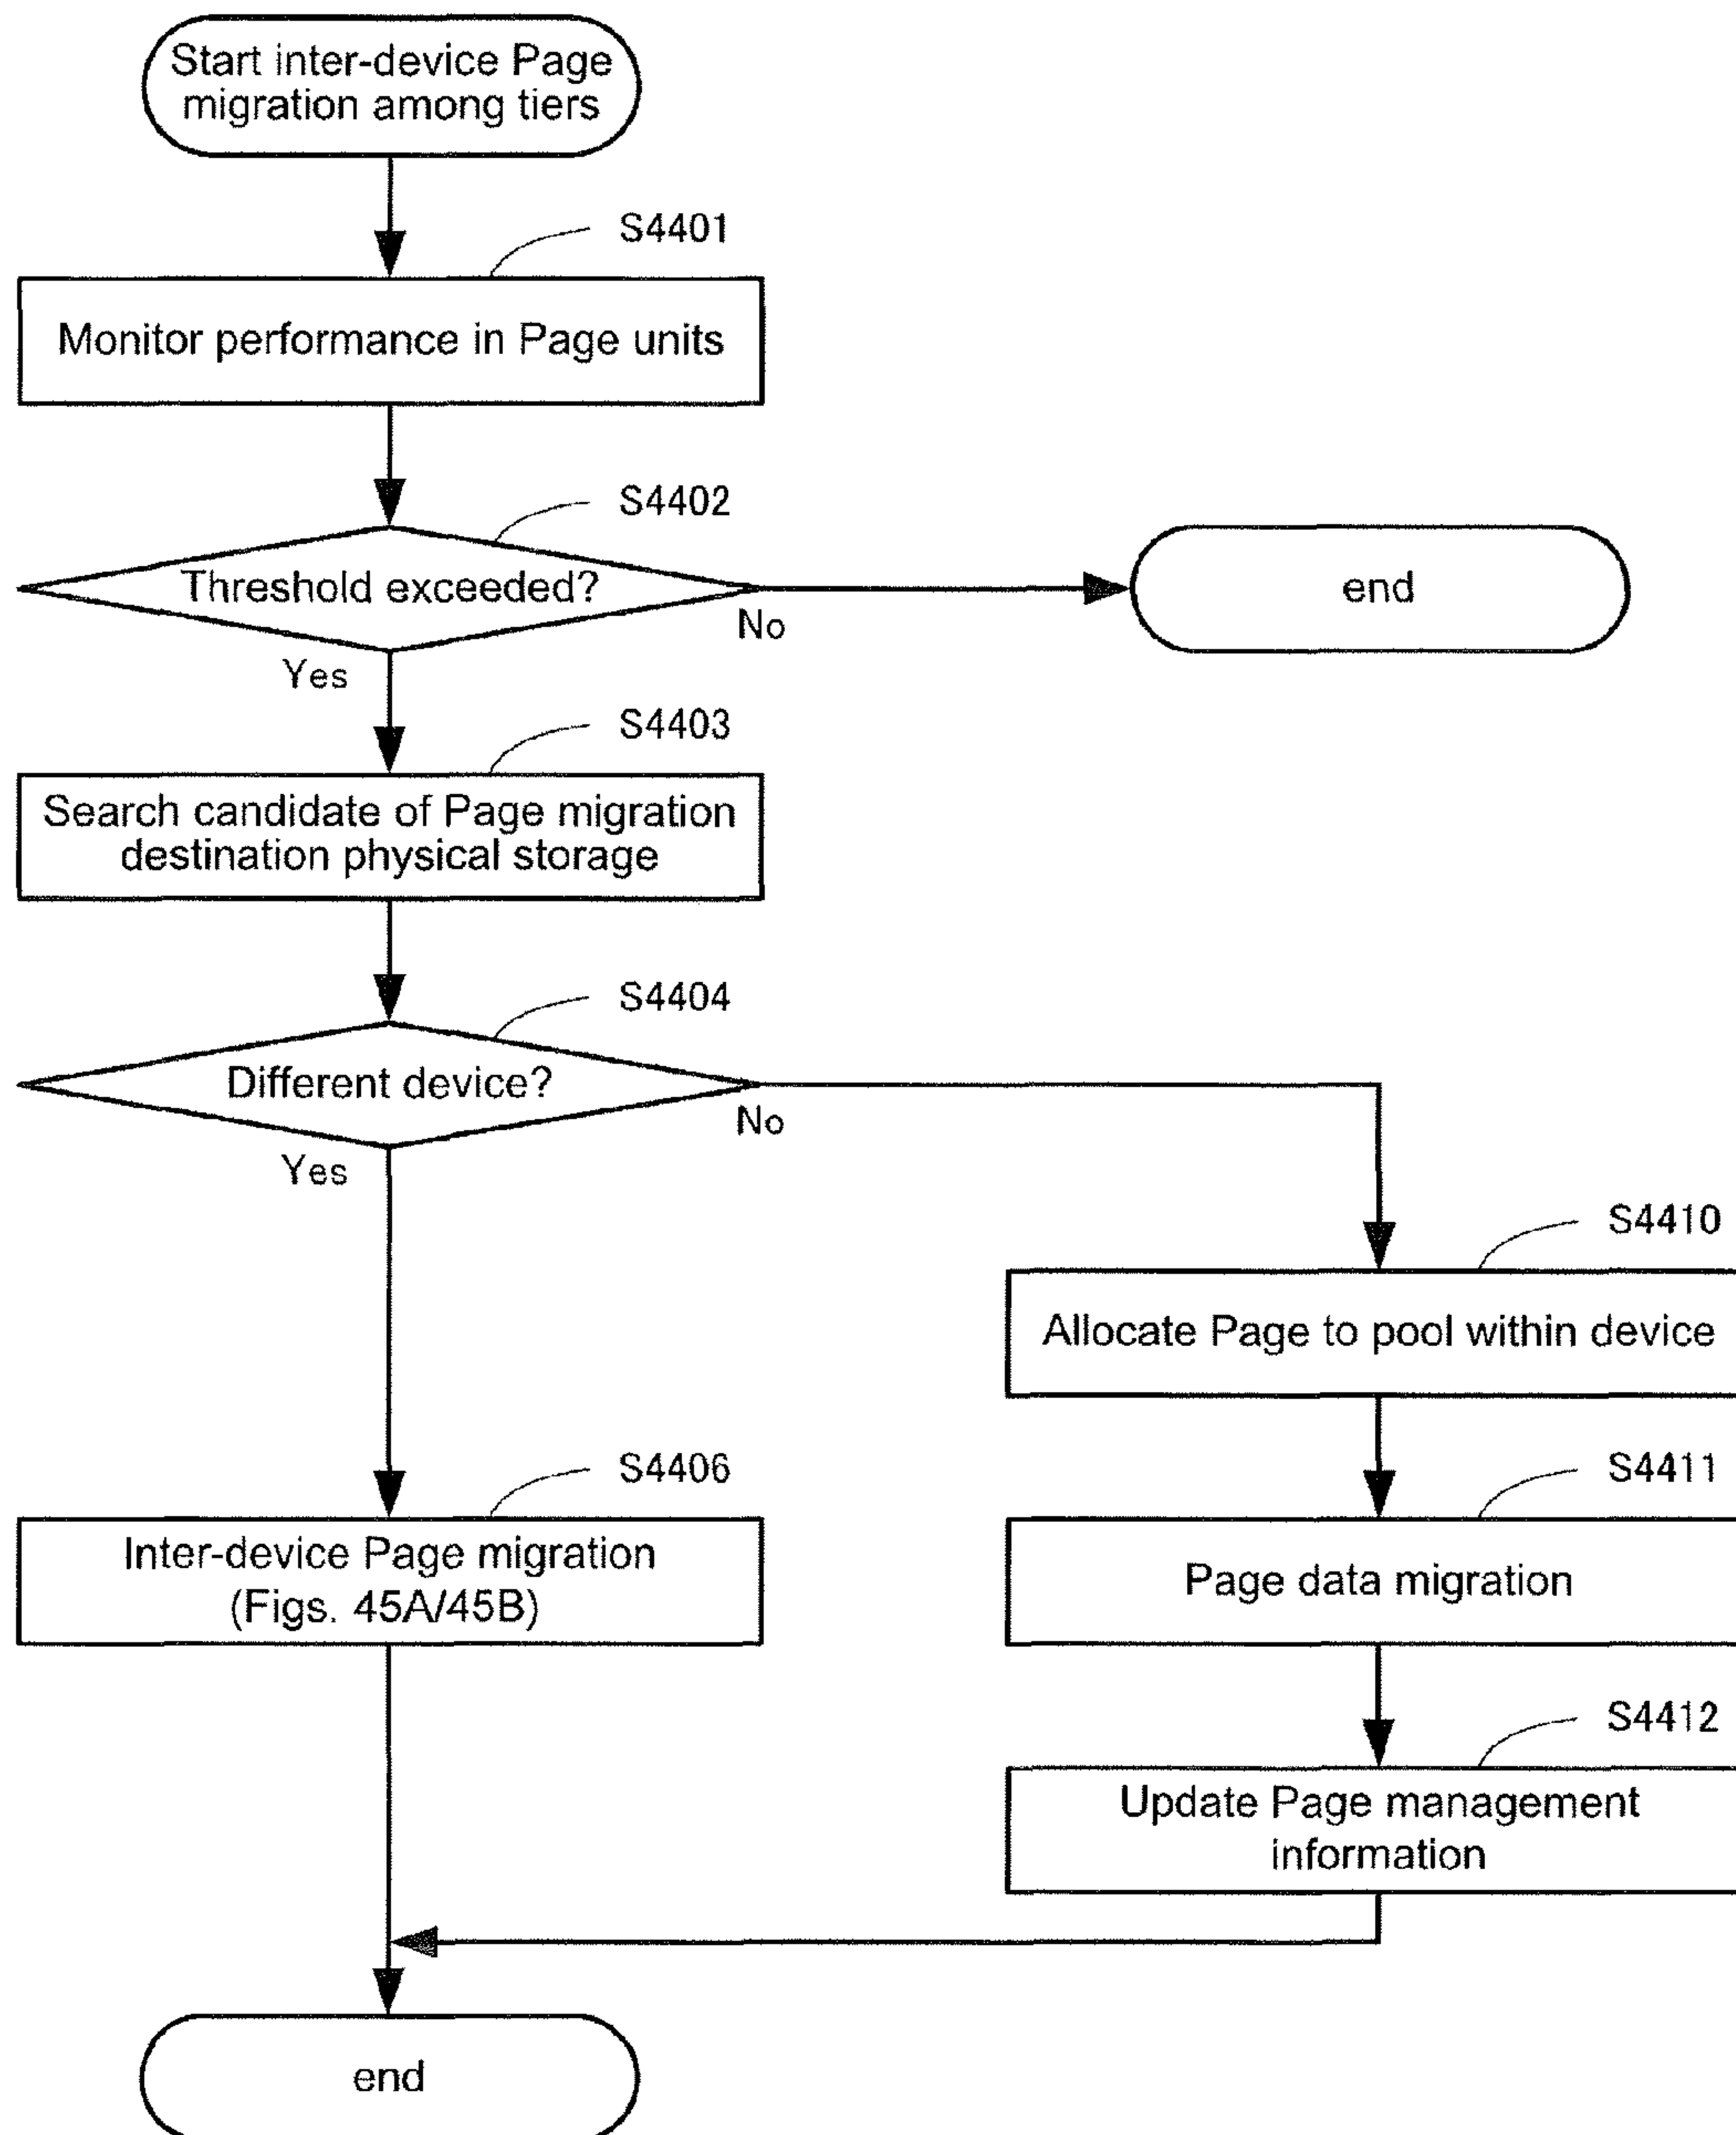 Start inter-device Page
migration among tiers
S4401
Monitor performance in Page units
S4402
Threshold exceeded?
No
end
Yes
S4403
Search candidate of Page migration
destination physical storage
S4404
Different device?
No
Yes
S4410
Allocate Page to pool within device
S4406
Inter-device Page migration
(Figs. 45A/45B)
S4411
Page data migration
S4412
Update Page management
information
end